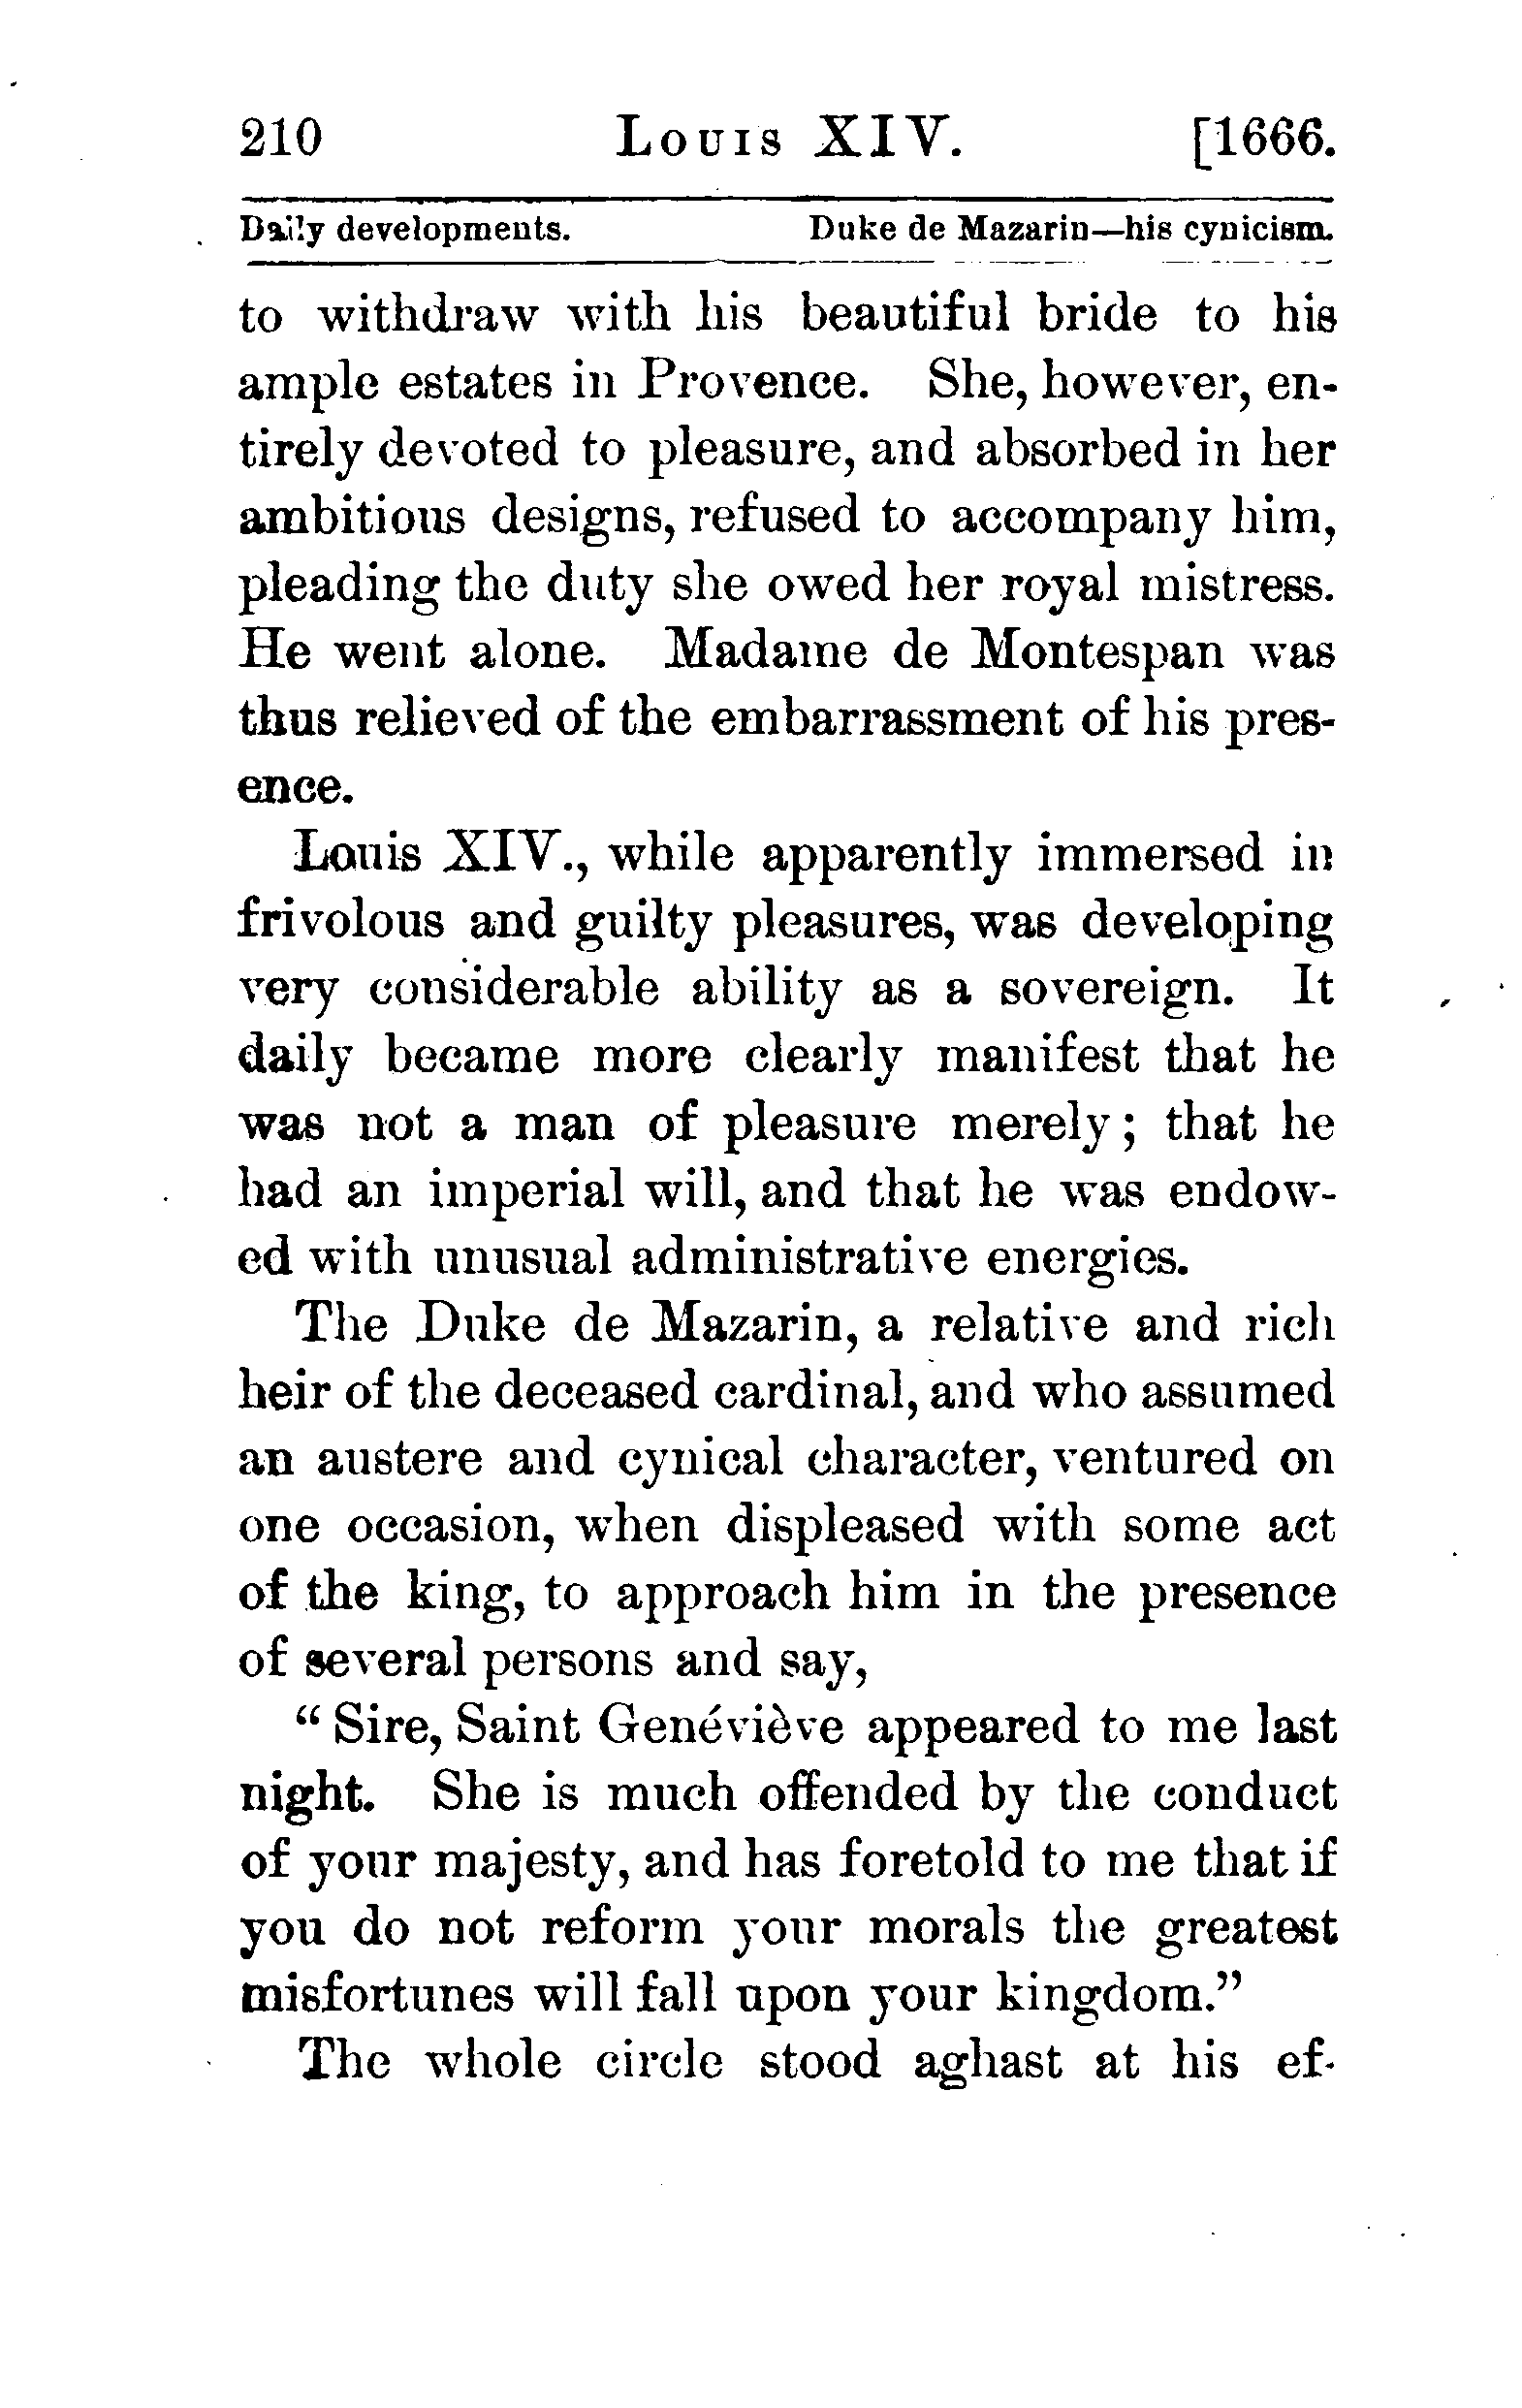 210 Louis XIV. [1666.
Daily developments. Duke de Mazarin—his cynicism.
to withdraw with his beautiful bride to his
ample estates in Provence. She, however, en-
tirely devoted to pleasure, and absorbed in her
ambitious designs, refused to accompany him,
pleading the duty she owed her royal mistress.
He went alone. Madame de Montespan was
thus relieved of the embarrassment of his pres-
ence.
Louis XIV., while apparently immersed in
frivolous and guilty pleasures, was developing
very considerable ability as a sovereign. It
daily became more clearly manifest that he
was not a man of pleasure merely; that he
had an imperial will, and that he was endow-
ed with unusual administrative energies.
The Duke de Mazarin, a relative and rich
heir of the deceased cardinal, and who assumed
an austere and cynical character, ventured on
one occasion, when displeased with some act
of the king, to approach him in the presence
of several persons and say,
“Sire, Saint Genéviève appeared to me last
night. She is much offended by the conduct
of your majesty, and has foretold to me that if
you do not reform your morals the greatest
misfortunes will fall upon your kingdom.”
The whole circle stood aghast at his ef-